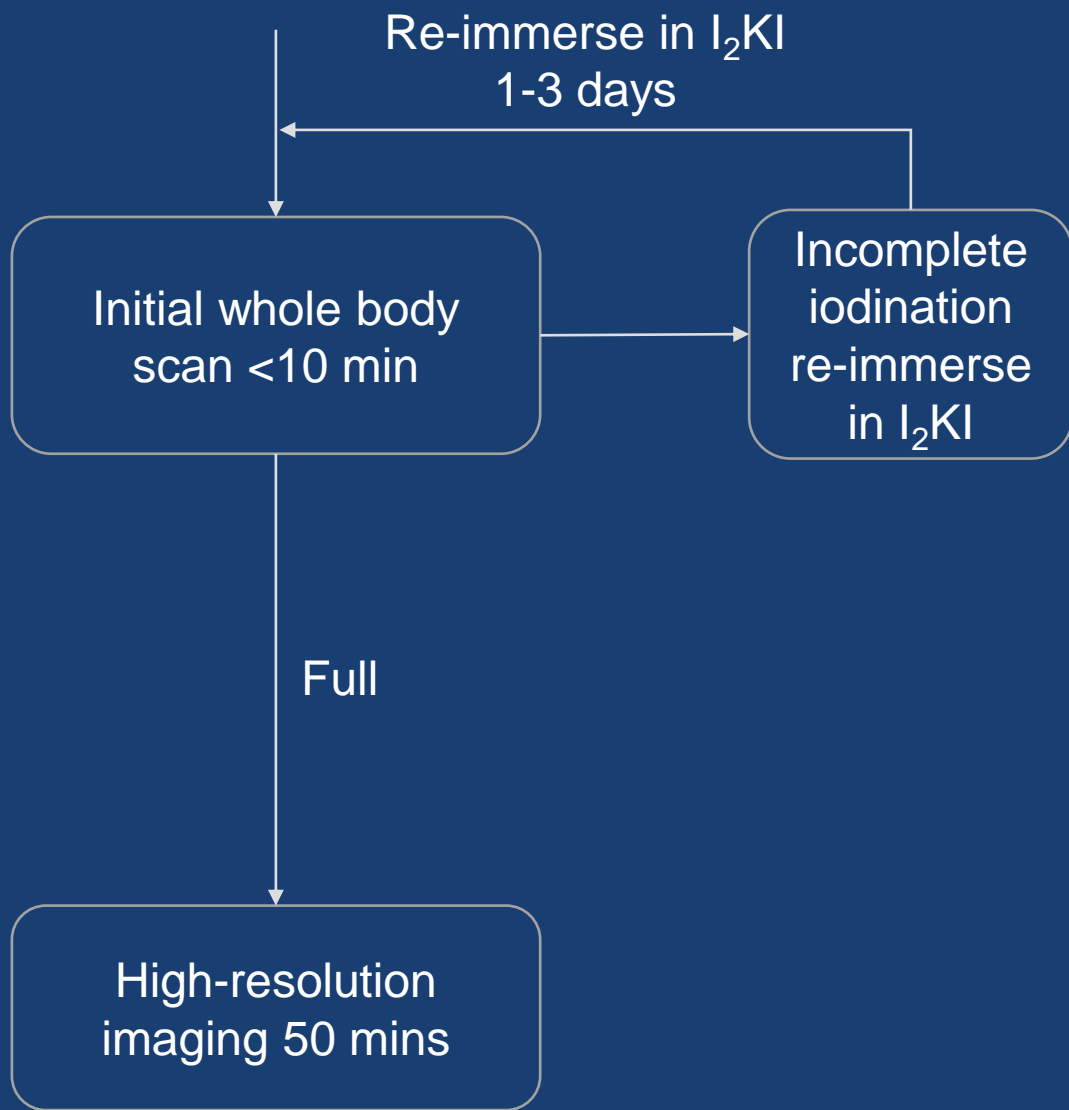 Re-immerse in I₂KI
1-3 days
Initial whole body
scan <10 min
Incomplete
iodination
re-immerse
in I₂KI
Full
High-resolution
imaging 50 mins